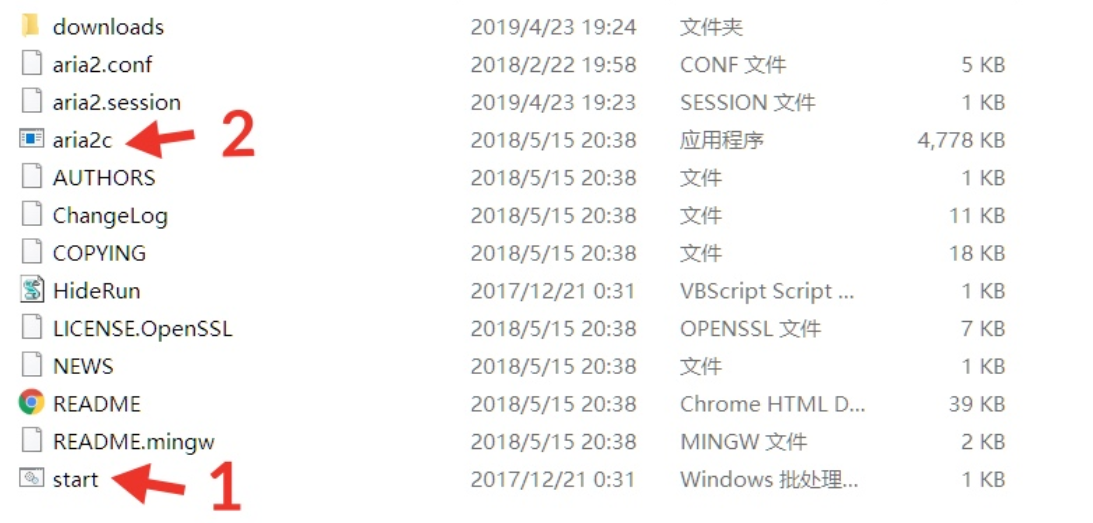 downloads 2019/4/23 19:24 文件夹
aria2.conf 2018/2/22 19:58 CONF 文件 5 KB
aria2.session 2019/4/23 19:23 SESSION 文件 1 KB
aria2c 2 2018/5/15 20:38 应用程序 4,778 KB
AUTHORS 2018/5/15 20:38 文件 1 KB
ChangeLog 2018/5/15 20:38 文件 11 KB
COPYING 2018/5/15 20:38 文件 18 KB
HideRun 2017/12/21 0:31 VBScript Script ... 1 KB
LICENSE.OpenSSL 2018/5/15 20:38 OPENSSL 文件 7 KB
NEWS 2018/5/15 20:38 文件 1 KB
README 2018/5/15 20:38 Chrome HTML D... 39 KB
README.mingw 2018/5/15 20:38 MINGW 文件 2 KB
start 1 2017/12/21 0:31 Windows 批处理... 1 KB